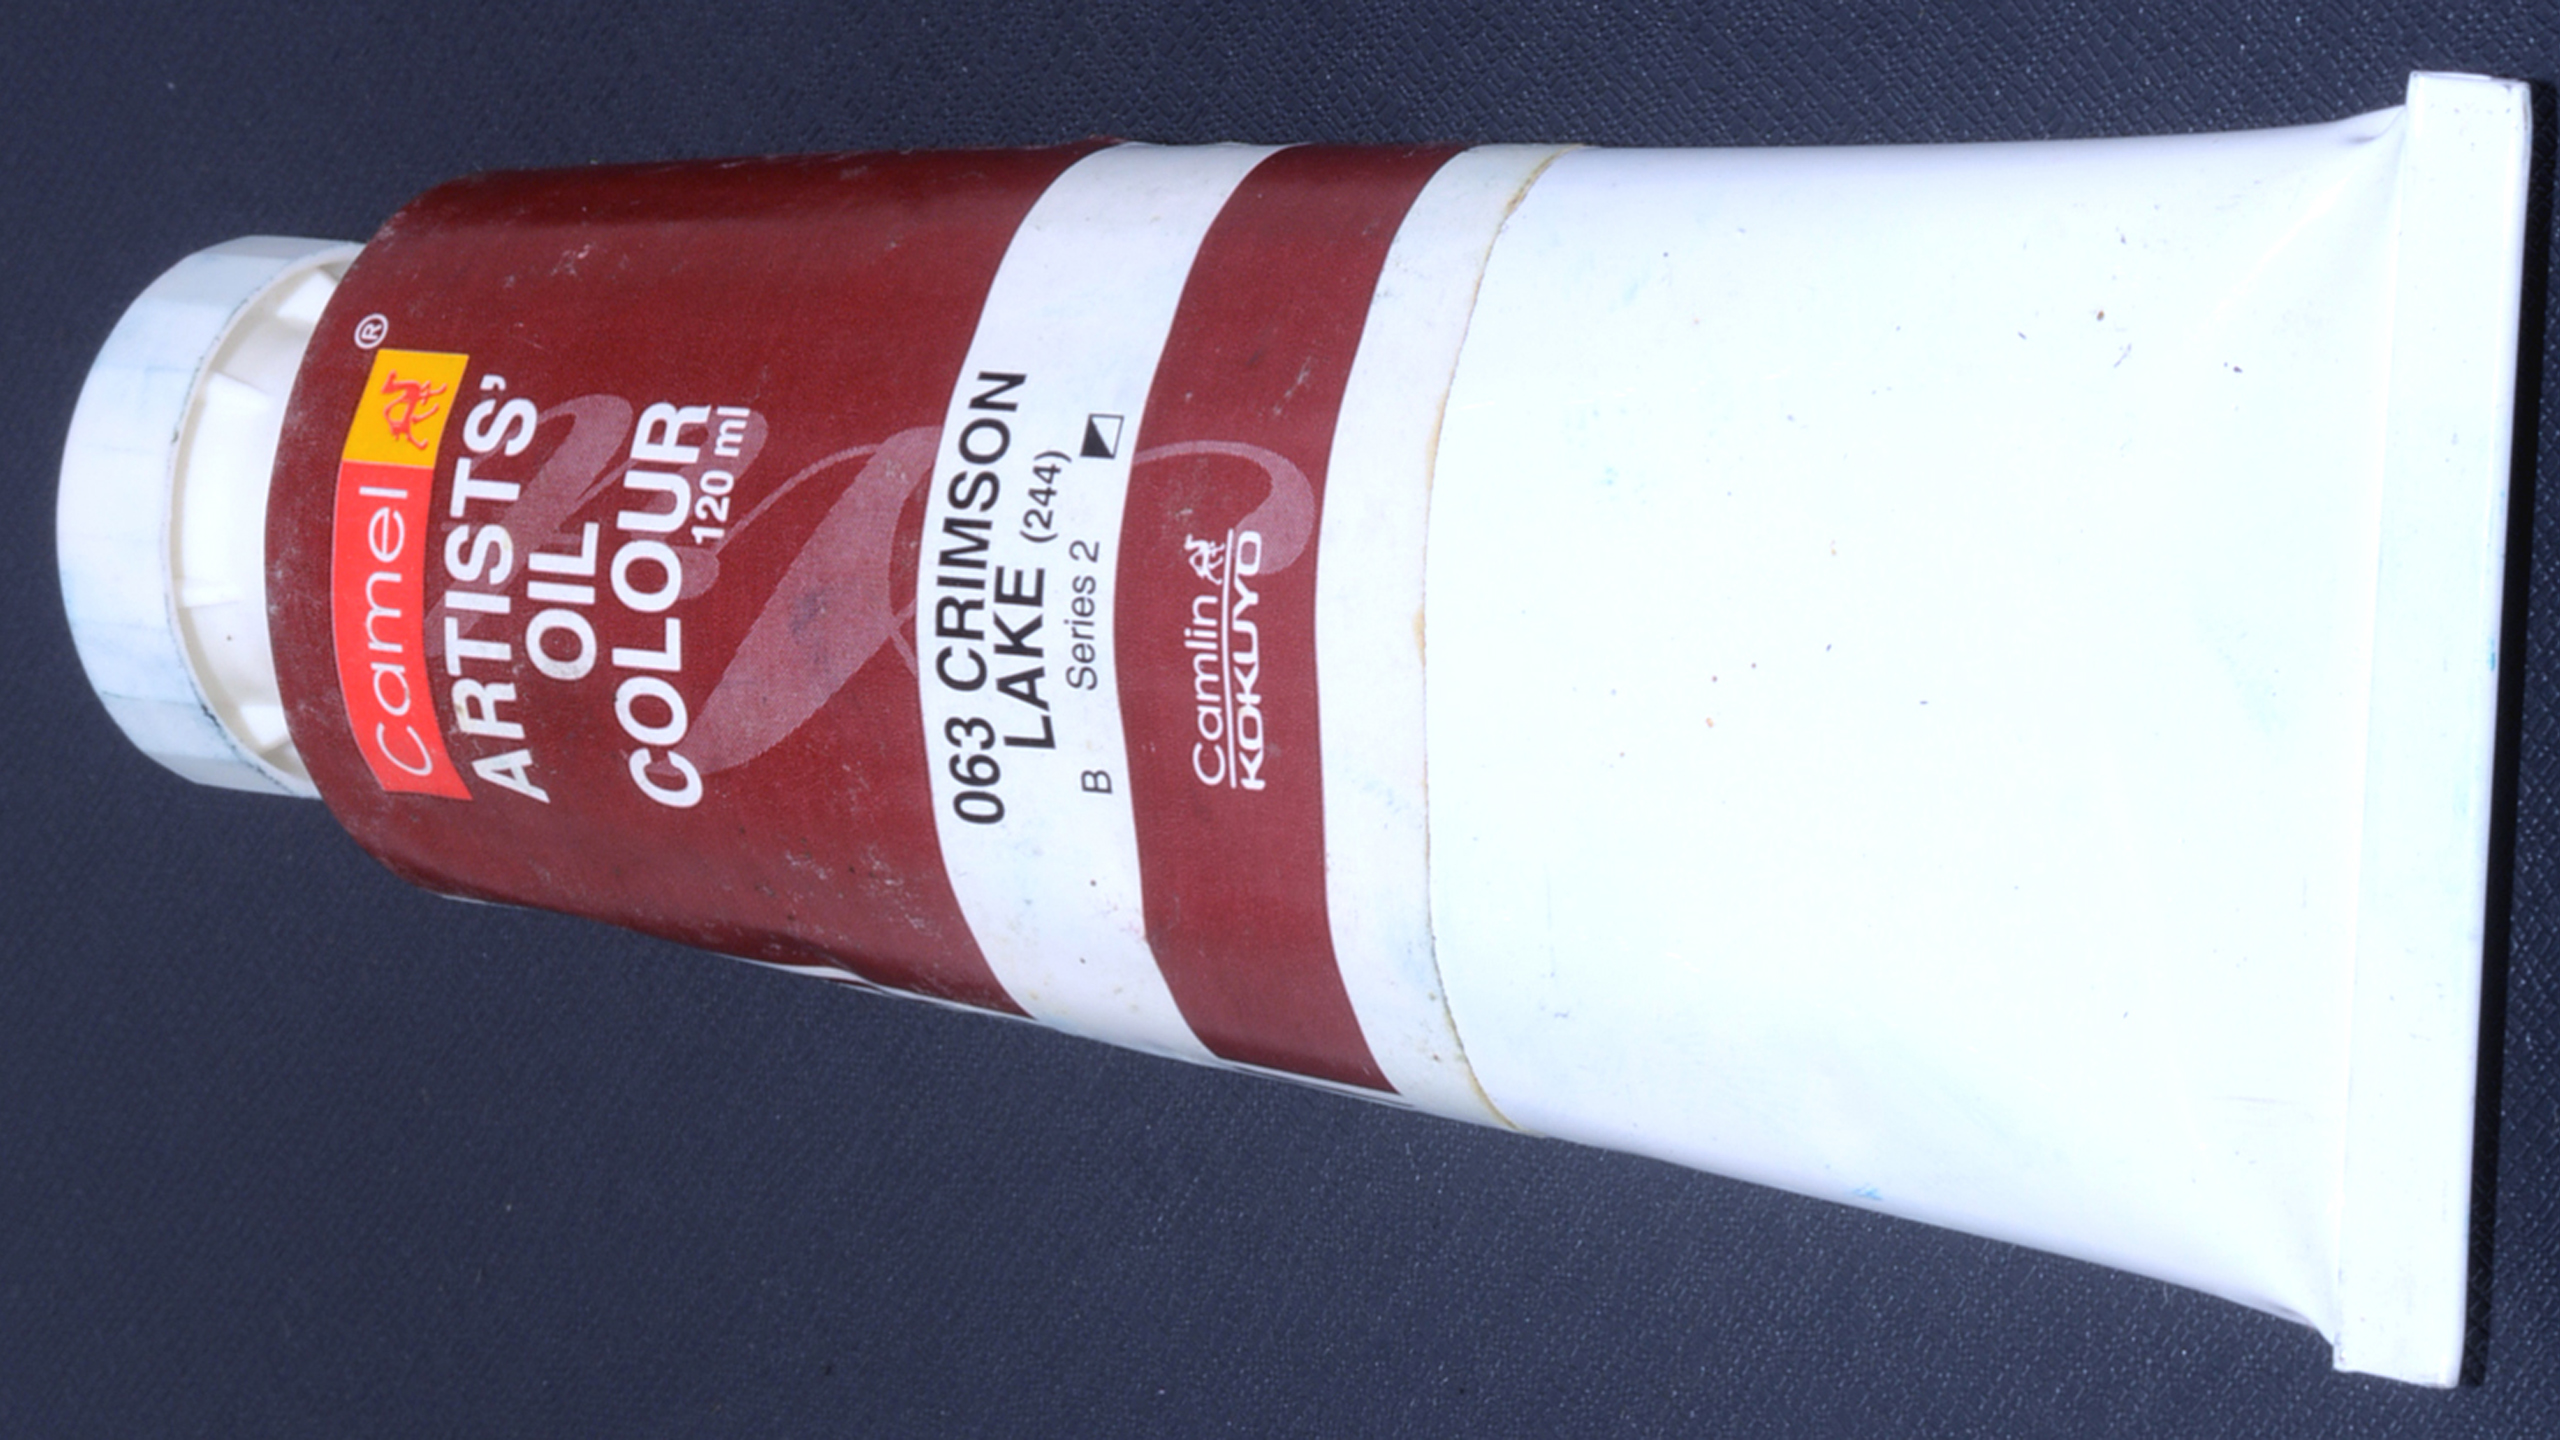 Camel ®
ARTISTS'
OIL
COLOUR
120 ml
063 CRIMSON
LAKE (244)
B Series 2
Camlin
KOKUYO